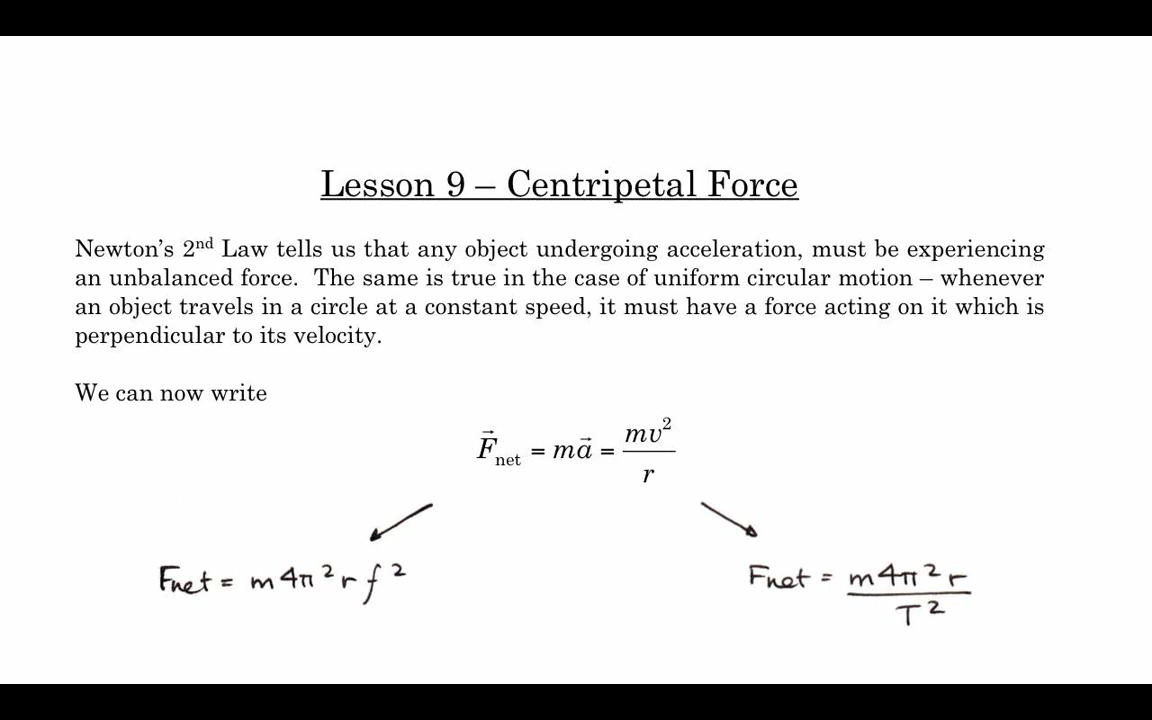 Lesson 9 – Centripetal Force
Newton's 2nd Law tells us that any object undergoing acceleration, must be experiencing
an unbalanced force. The same is true in the case of uniform circular motion – whenever
an object travels in a circle at a constant speed, it must have a force acting on it which is
perpendicular to its velocity.
We can now write
F⃗net = ma⃗ = mv²/r
Fnet = m4π²rf²
Fnet = m4π²r/T²